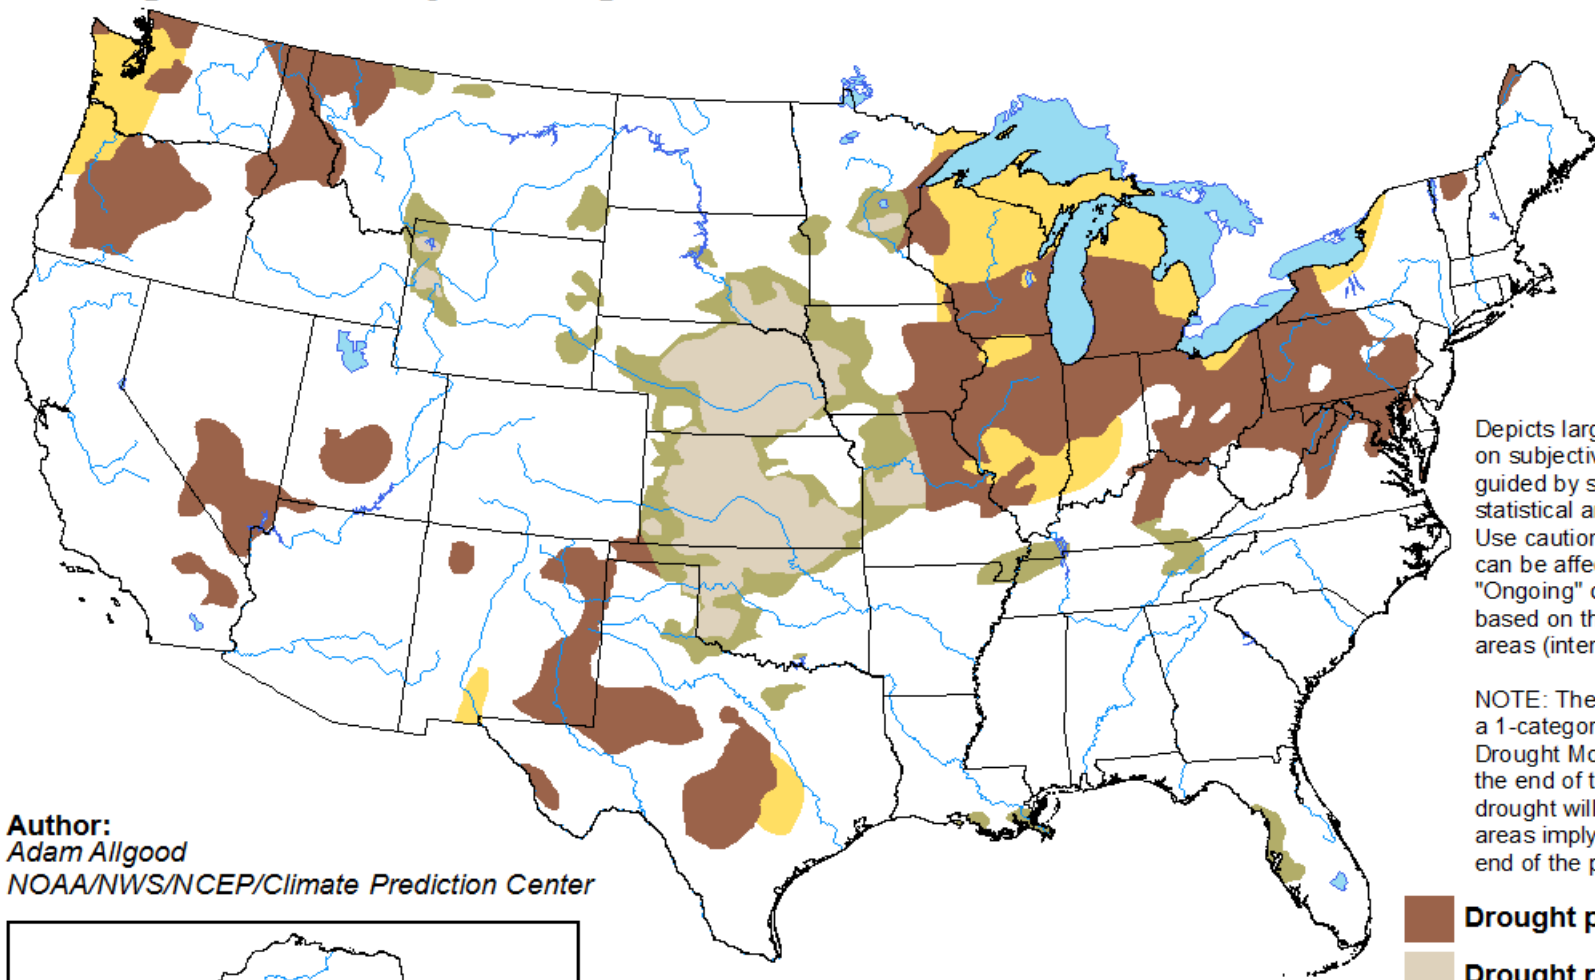 Depicts larg
on subjectiv
guided by s
statistical ar
Use caution
can be affec
"Ongoing" d
based on th
areas (inter
NOTE: The
a 1-categor
Drought Mo
the end of t
drought will
areas imply
end of the p
Author:
Adam Allgood
NOAA/NWS/NCEP/Climate Prediction Center
Drought p
Drought p